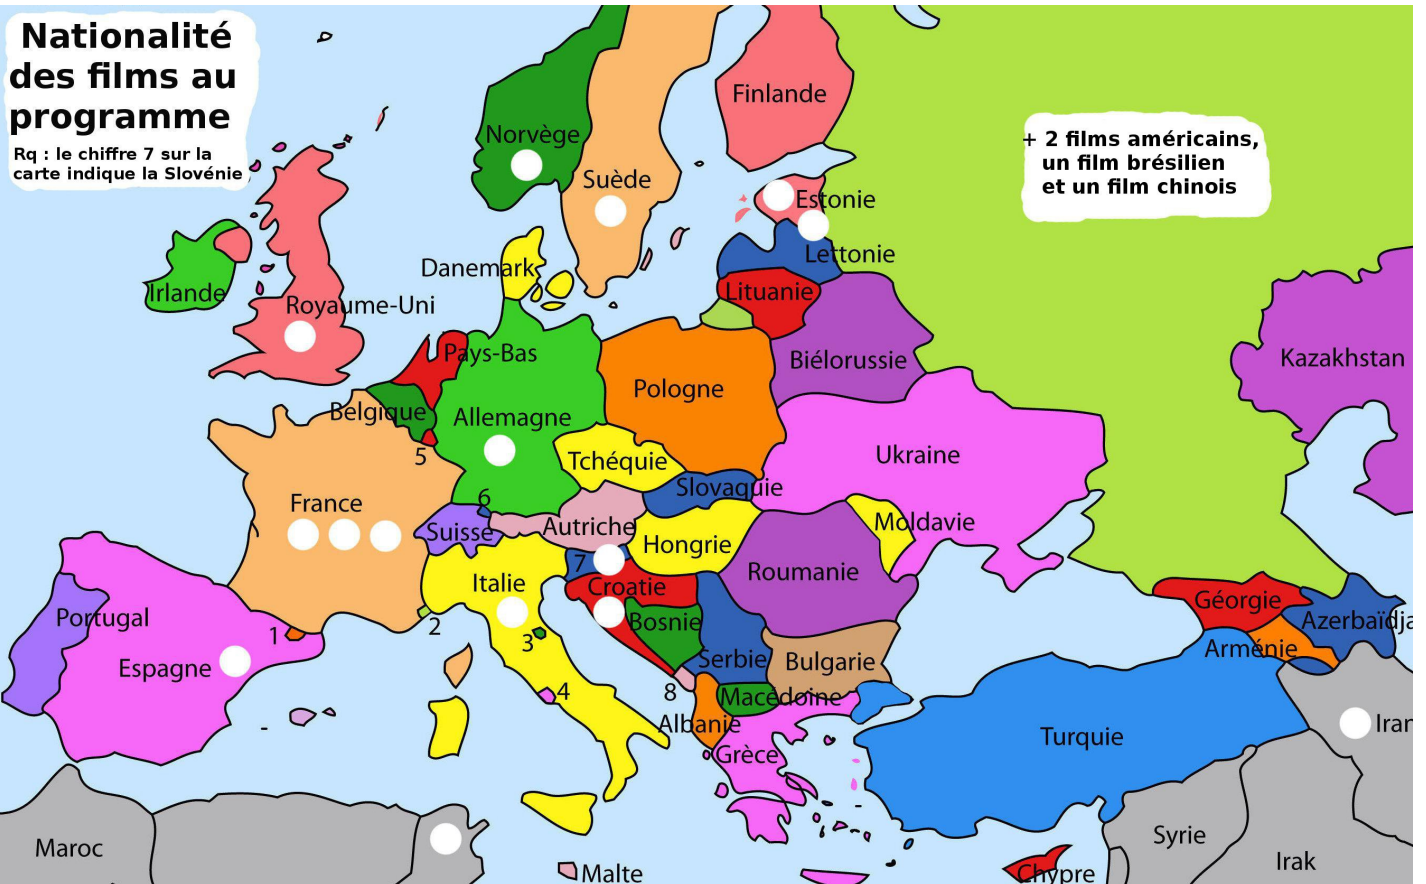 Nationalité
des films au
programme
Rq : le chiffre 7 sur la
carte indique la Slovénie
+ 2 films américains,
un film brésilien
et un film chinois
Finlande
Norvège
Suède
Estonie
Lettonie
Danemark
Lituanie
Irlande
Royaume-Uni
Pays-Bas
Biélorussie
Kazakhstan
Pologne
Belgique
Allemagne
5
Tchéquie
Ukraine
Slovaquie
6
France
Suisse
Autriche
Moldavie
Hongrie
7
Roumanie
Italie
Croatie
Géorgie
Portugal
1
2
Bosnie
Azerbaïdja
3
Arménie
Espagne
Serbie
Bulgarie
4
8
Macédoine
Albanie
Iran
Turquie
Grèce
Syrie
Maroc
Irak
Malte
Chypre